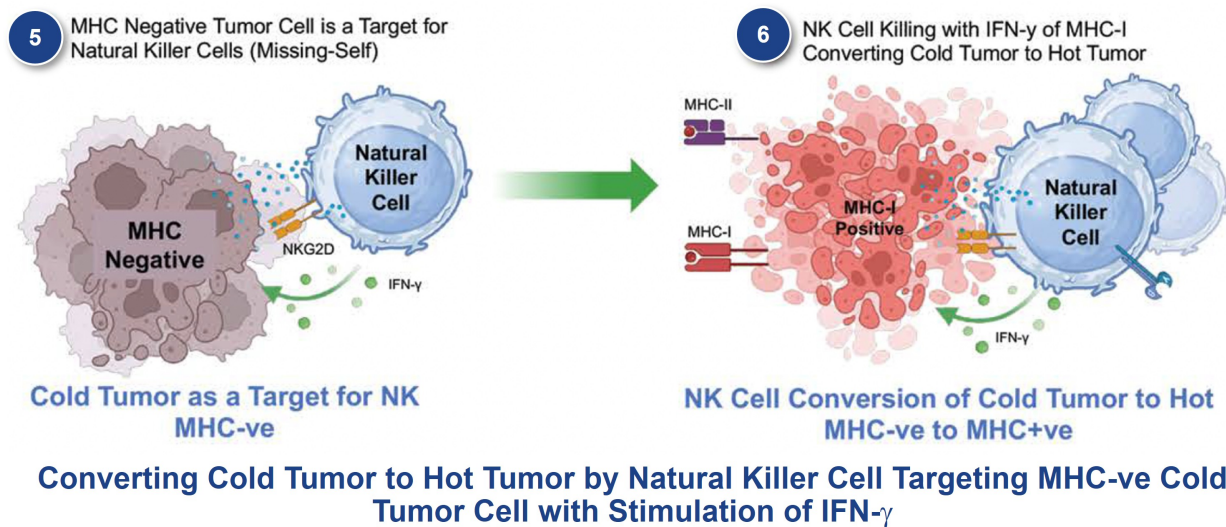 5
MHC Negative Tumor Cell is a Target for
Natural Killer Cells (Missing-Self)
Natural
Killer
Cell
MHC
Negative
NKG2D
IFN-γ
Cold Tumor as a Target for NK
MHC-ve
6
NK Cell Killing with IFN-y of MHC-I
Converting Cold Tumor to Hot Tumor
MHC-II
MHC-I
MHC-I
Positive
Natural
Killer
Cell
IFN-γ
NK Cell Conversion of Cold Tumor to Hot
MHC-ve to MHC+ve
Converting Cold Tumor to Hot Tumor by Natural Killer Cell Targeting MHC-ve Cold
Tumor Cell with Stimulation of IFN-γ